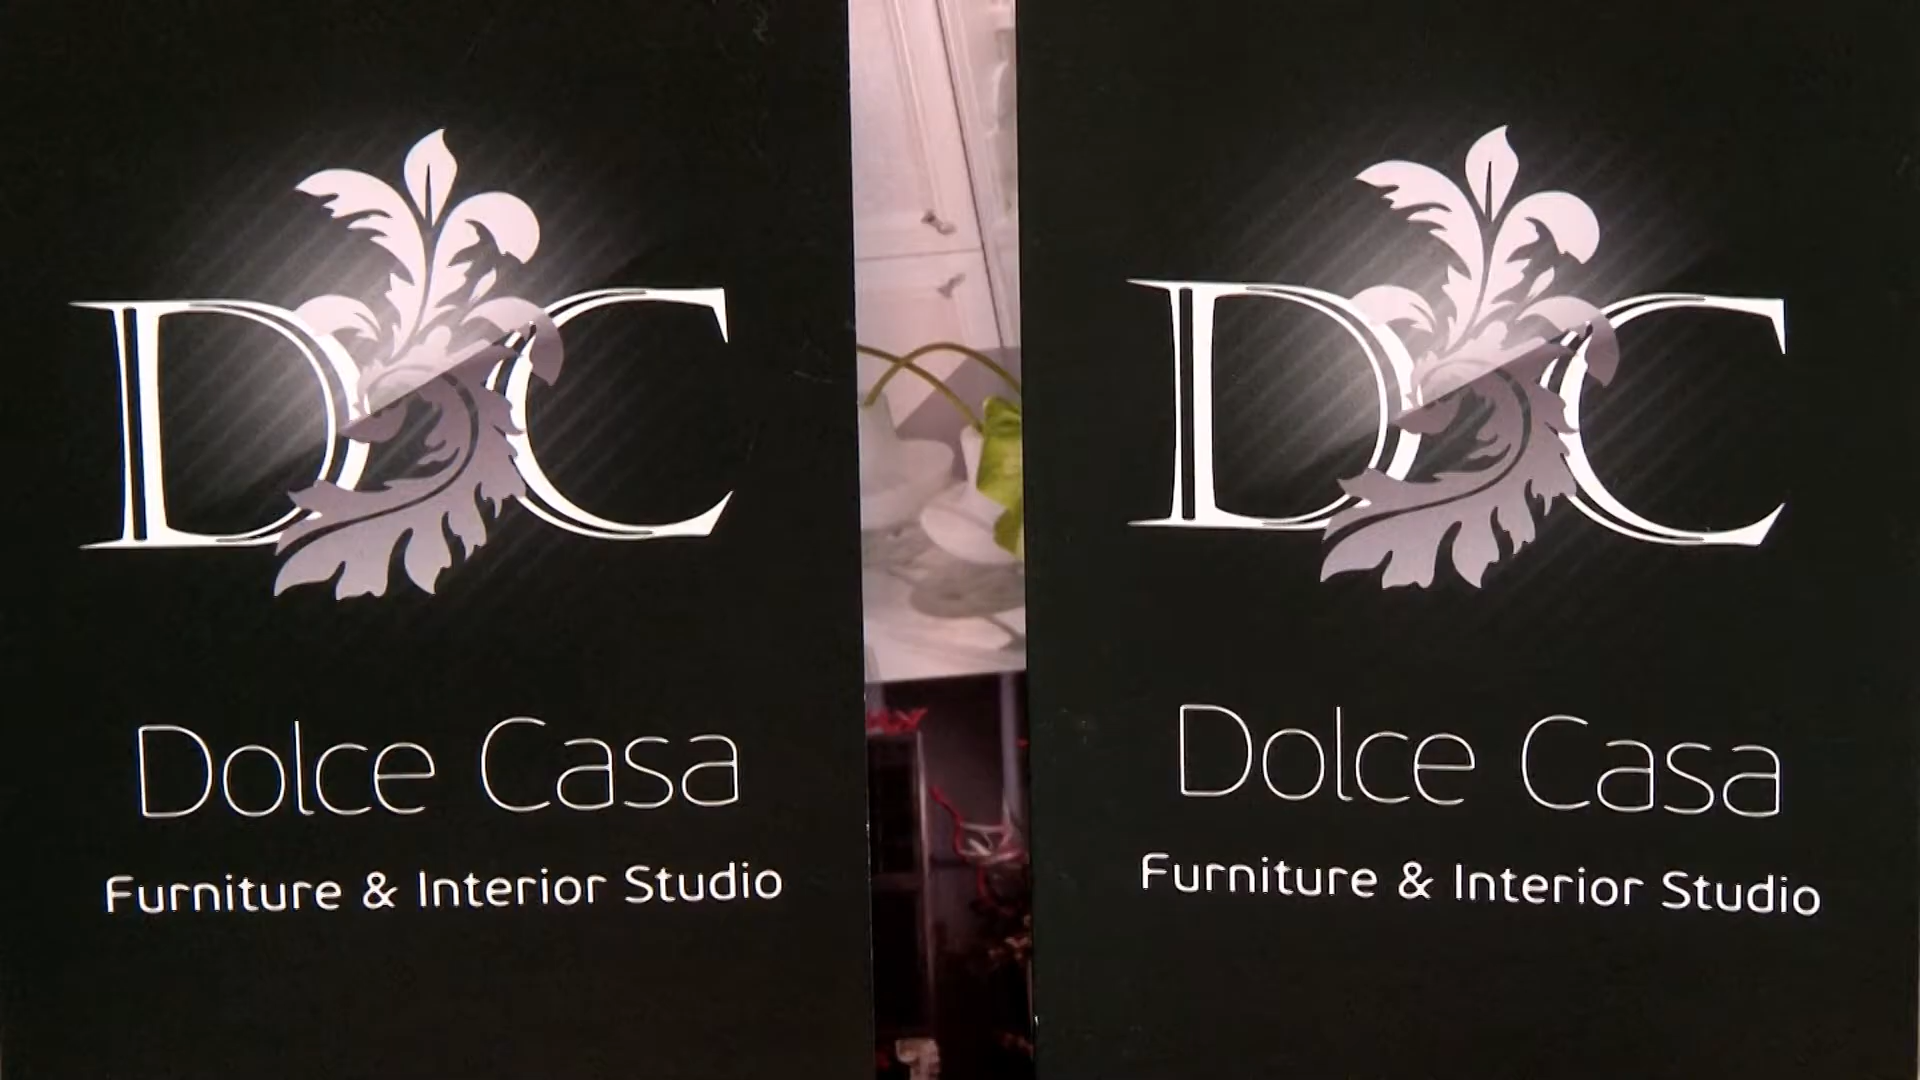 DC
Dolce Casa
Furniture & Interior Studio
DC
Dolce Casa
Furniture & Interior Studio